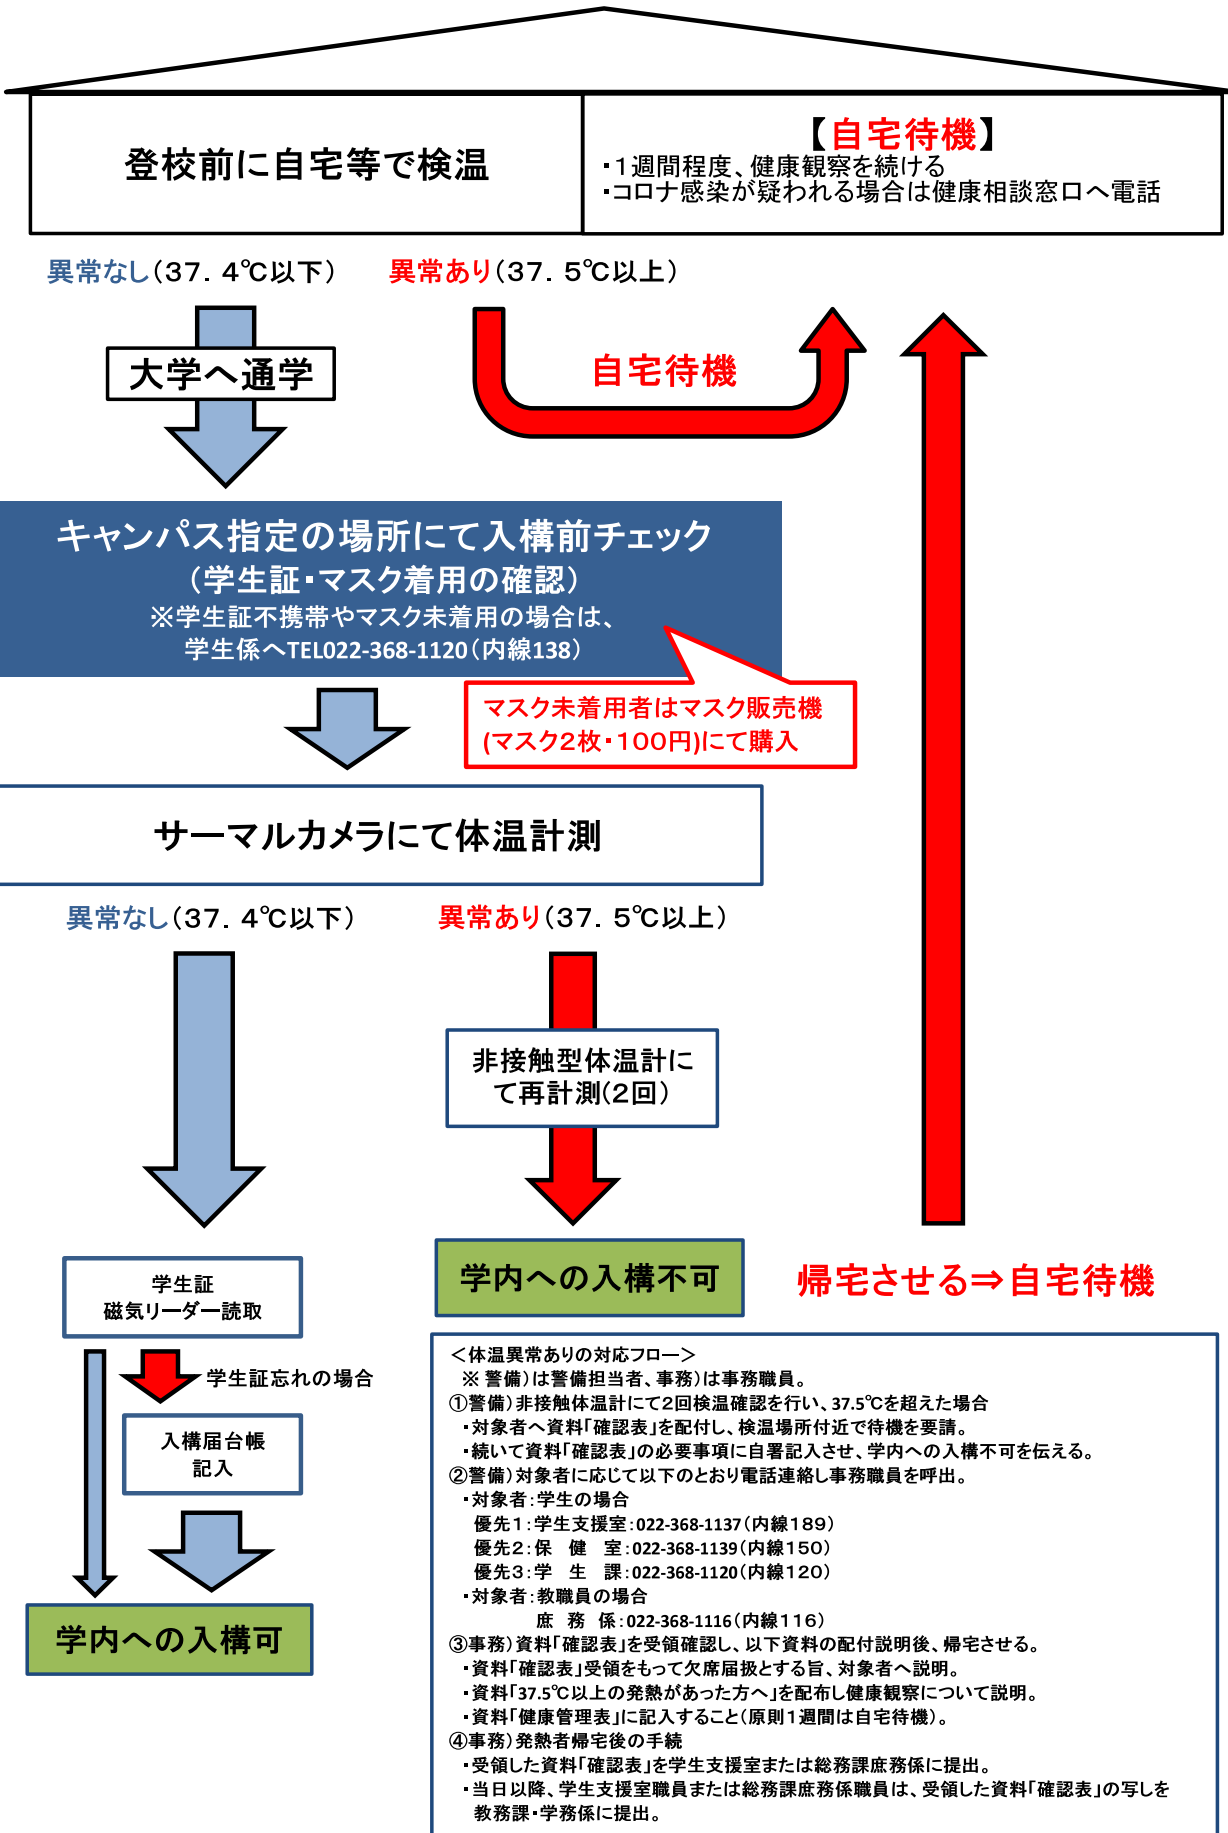 登校前に自宅等で検温
【自宅待機】
・1週間程度、健康観察を続ける
・コロナ感染が疑われる場合は健康相談窓口へ電話
異常なし(37．4℃以下)
異常あり(37．5℃以上)
大学へ通学
自宅待機
キャンパス指定の場所にて入構前チェック
(学生証・マスク着用の確認)
※学生証不携帯やマスク未着用の場合は、
学生係へTEL022-368-1120(内線138)
マスク未着用者はマスク販売機
(マスク2枚・100円)にて購入
サーマルカメラにて体温計測
異常なし(37．4℃以下)
異常あり(37．5℃以上)
非接触型体温計に
て再計測(2回)
学生証
磁気リーダー読取
学生証忘れの場合
入構届台帳
記入
学内への入構可
学内への入構不可
帰宅させる⇒自宅待機
＜体温異常ありの対応フロー＞
※ 警備)は警備担当者、事務)は事務職員。
①警備)非接触体温計にて2回検温確認を行い、37.5℃を超えた場合
・対象者へ資料「確認表」を配付し、検温場所付近で待機を要請。
・続いて資料「確認表」の必要事項に自署記入させ、学内への入構不可を伝える。
②警備)対象者に応じて以下のとおり電話連絡し事務職員を呼出。
・対象者：学生の場合
優先1：学生支援室：022-368-1137(内線189)
優先2：保　健　室：022-368-1139(内線150)
優先3：学　生　課：022-368-1120(内線120)
・対象者：教職員の場合
庶　務　係：022-368-1116(内線116)
③事務)資料「確認表」を受領確認し、以下資料の配付説明後、帰宅させる。
・資料「確認表」受領をもって欠席届扱とする旨、対象者へ説明。
・資料「37.5℃以上の発熱があった方へ」を配布し健康観察について説明。
・資料「健康管理表」に記入すること(原則1週間は自宅待機)。
④事務)発熱者帰宅後の手続
・受領した資料「確認表」を学生支援室または総務課庶務係に提出。
・当日以降、学生支援室職員または総務課庶務係職員は、受領した資料「確認表」の写しを
教務課・学務係に提出。